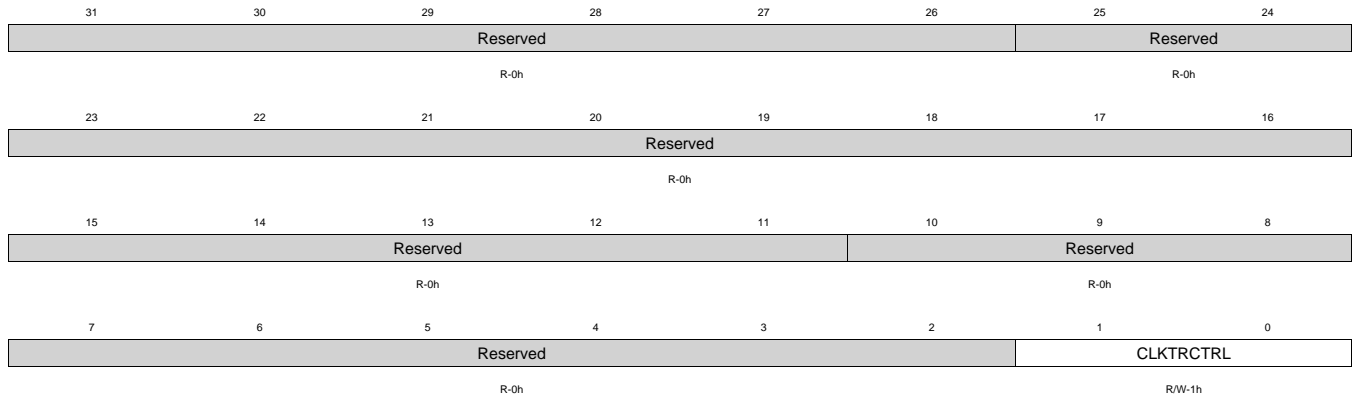 31 30 29 28 27 26 25 24
Reserved Reserved
R-0h R-0h
23 22 21 20 19 18 17 16
Reserved
R-0h
15 14 13 12 11 10 9 8
Reserved Reserved
R-0h R-0h
7 6 5 4 3 2 1 0
Reserved CLKTRCTRL
R-0h R/W-1h